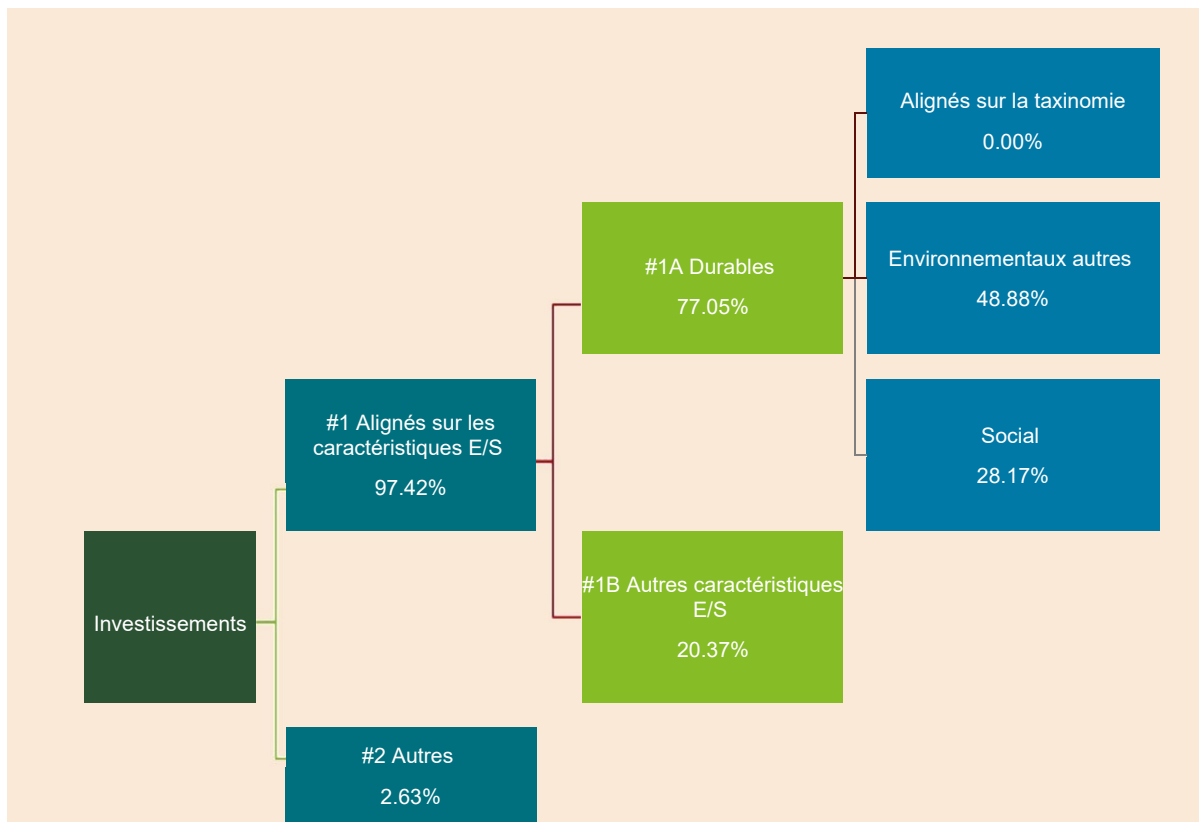 Alignés sur la taxinomie
0.00%
#1A Durables
77.05%
Environnementaux autres
48.88%
#1 Alignés sur les
caractéristiques E/S
97.42%
Social
28.17%
Investissements
#1B Autres caractéristiques
E/S
20.37%
#2 Autres
2.63%